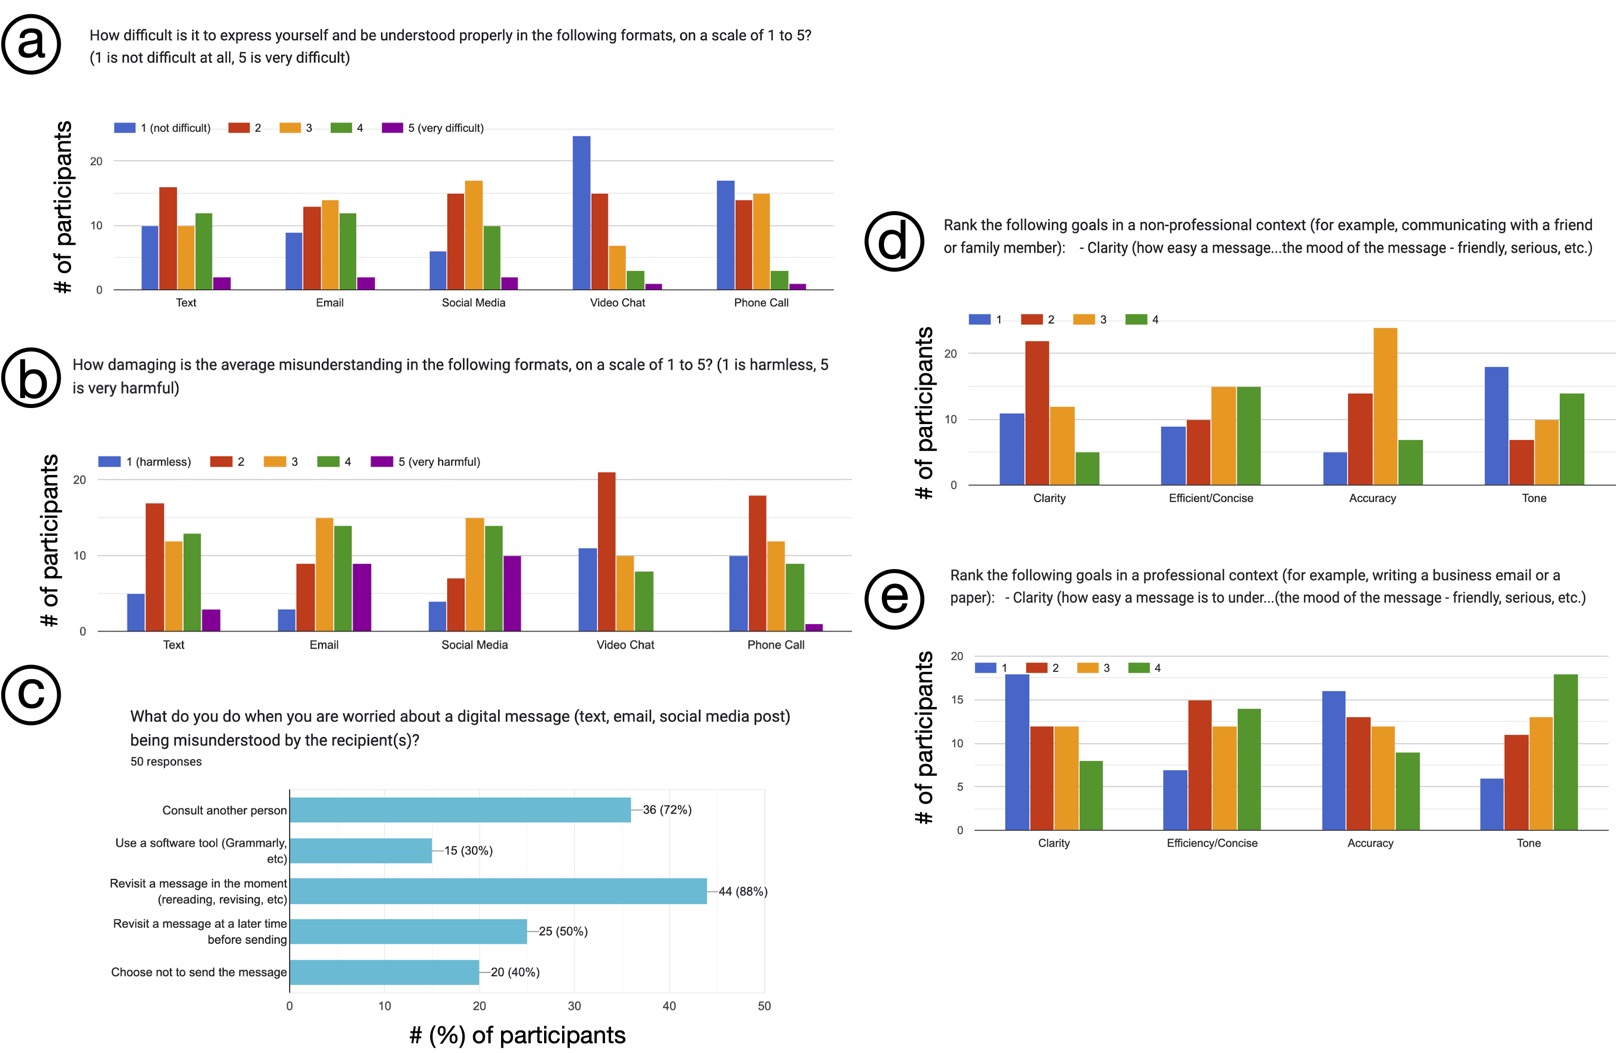 a
How difficult is it to express yourself and be understood properly in the following formats, on a scale of 1 to 5?
(1 is not difficult at all, 5 is very difficult)
1 (not difficult) 2 3 4 5 (very difficult)
# of participants
20
10
0
Text Email Social Media Video Chat Phone Call
b
How damaging is the average misunderstanding in the following formats, on a scale of 1 to 5? (1 is harmless, 5
is very harmful)
1 (harmless) 2 3 4 5 (very harmful)
# of participants
20
10
0
Text Email Social Media Video Chat Phone Call
c
What do you do when you are worried about a digital message (text, email, social media post)
being misunderstood by the recipient(s)?
50 responses
Consult another person 36 (72%)
Use a software tool (Grammarly,
etc) 15 (30%)
Revisit a message in the moment
(rereading, revising, etc) 44 (88%)
Revisit a message at a later time
before sending 25 (50%)
Choose not to send the message 20 (40%)
0 10 20 30 40 50
# (%) of participants
d
Rank the following goals in a non-professional context (for example, communicating with a friend
or family member): - Clarity (how easy a message...the mood of the message - friendly, serious, etc.)
1 2 3 4
# of participants
20
10
0
Clarity Efficient/Concise Accuracy Tone
e
Rank the following goals in a professional context (for example, writing a business email or a
paper): - Clarity (how easy a message is to under...(the mood of the message - friendly, serious, etc.)
1 2 3 4
# of participants
20
15
10
5
0
Clarity Efficiency/Concise Accuracy Tone